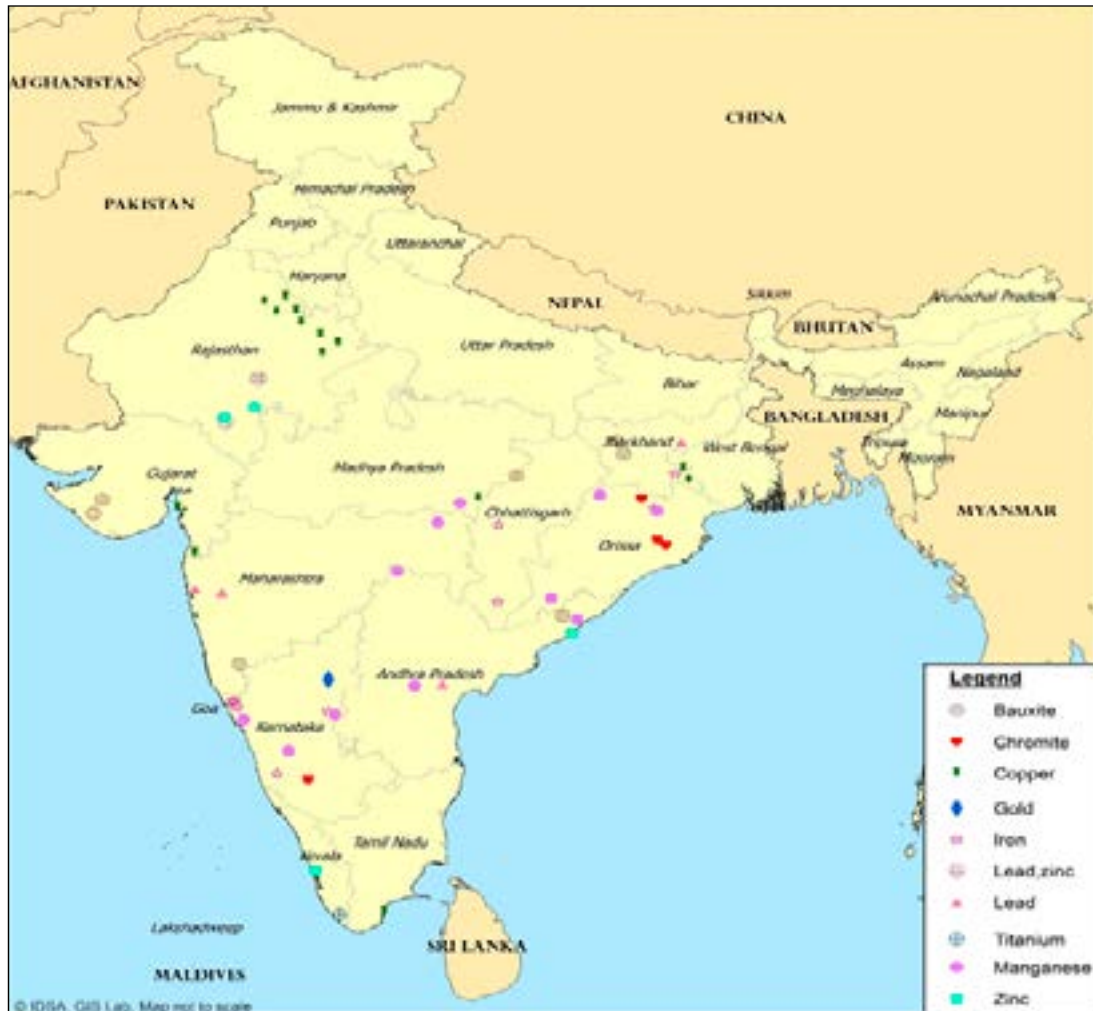 AFGHANISTAN
Jammu & Kashmir
CHINA
Himachal Pradesh
PAKISTAN
Punjab
Uttaranchal
Haryana
NEPAL
Sikkim
Arunachal Pradesh
BHUTAN
Rajasthan
Uttar Pradesh
Assam
Nagaland
Bihar
Meghalaya
BANGLADESH
Manipur
Jharkhand
West Bengal
Tripura
Mizoram
Gujarat
Madhya Pradesh
Chhattisgarh
MYANMAR
Orissa
Maharashtra
Andhra Pradesh
Goa
Karnataka
Tamil Nadu
Kerala
Lakshadweep
SRI LANKA
MALDIVES
Legend
Bauxite
Chromite
Copper
Gold
Iron
Lead,zinc
Lead
Titanium
Manganese
Zinc
© IDSA, GIS Lab, Map not to scale